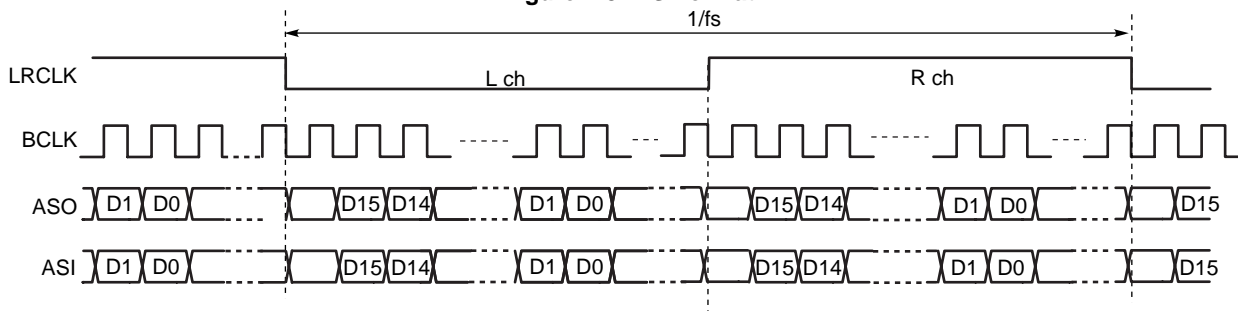 1/fs
LRCLK L ch R ch
BCLK
ASO D1 D0 D15 D14 D1 D0 D15 D14 D1 D0 D15
ASI D1 D0 D15 D14 D1 D0 D15 D14 D1 D0 D15